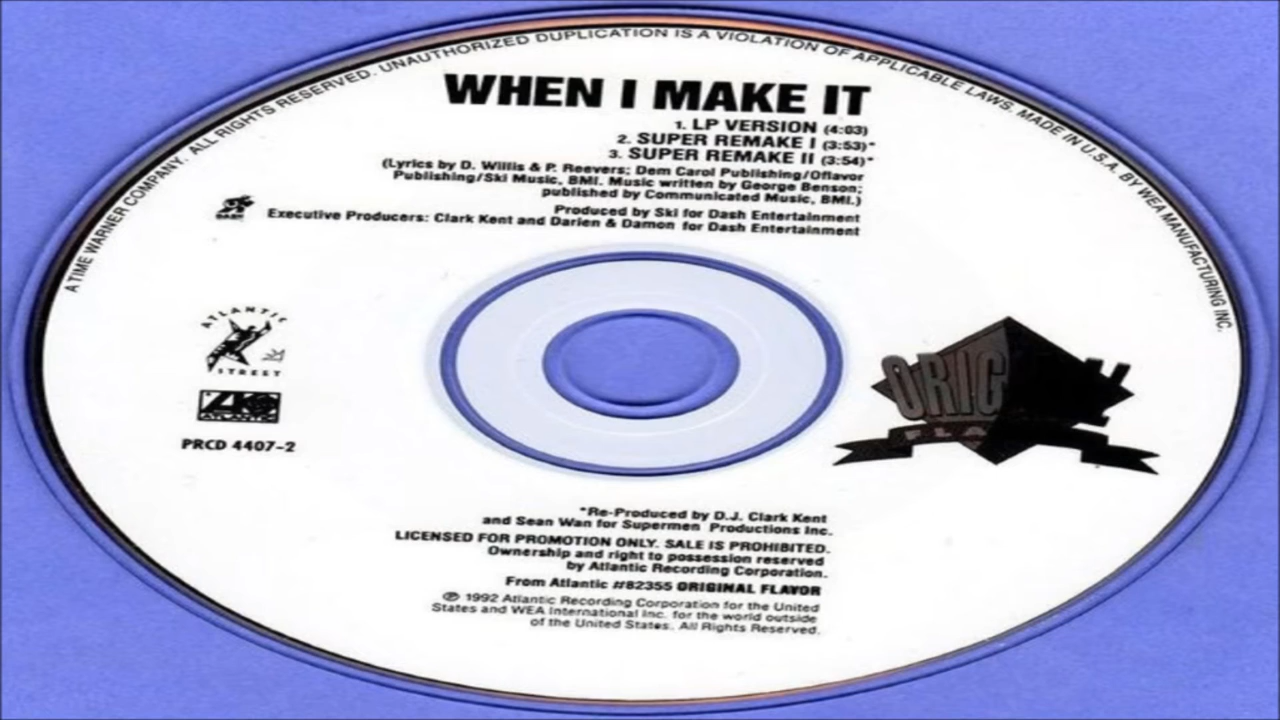 A TIME WARNER COMPANY. ALL RIGHTS RESERVED. UNAUTHORIZED DUPLICATION IS A VIOLATION OF APPLICABLE LAWS. MADE IN U.S.A. BY WEA MANUFACTURING INC.
WHEN I MAKE IT
1. LP VERSION (4:03)
2. SUPER REMAKE I (3:53)*
3. SUPER REMAKE II (3:54)*
(Lyrics by D. Willis & P. Reevers; Dem Carol Publishing/Oflavor
Publishing/Ski Music, BMI. Music written by George Benson;
published by Communicated Music, BMI.)
Produced by Ski for Dash Entertainment
Executive Producers: Clark Kent and Darien & Damon for Dash Entertainment
ATLANTIC
STREET
ATLANTIC
PRCD 4407-2
ORIG
FLA
*Re-Produced by D.J. Clark Kent
and Sean Wan for Supermen Productions Inc.
LICENSED FOR PROMOTION ONLY. SALE IS PROHIBITED.
Ownership and right to possession reserved
by Atlantic Recording Corporation.
From Atlantic #82355 ORIGINAL FLAVOR
℗ 1992 Atlantic Recording Corporation for the United
States and WEA International Inc. for the world outside
of the United States. All Rights Reserved.